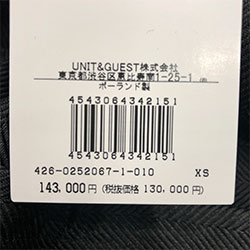 UNIT&GUEST株式会社
東京都渋谷区恵比寿南1-25-1
ポーランド製
4543064342151
4543064342151
426-0252067-1-010 XS
143,000円(税抜価格 130,000円)